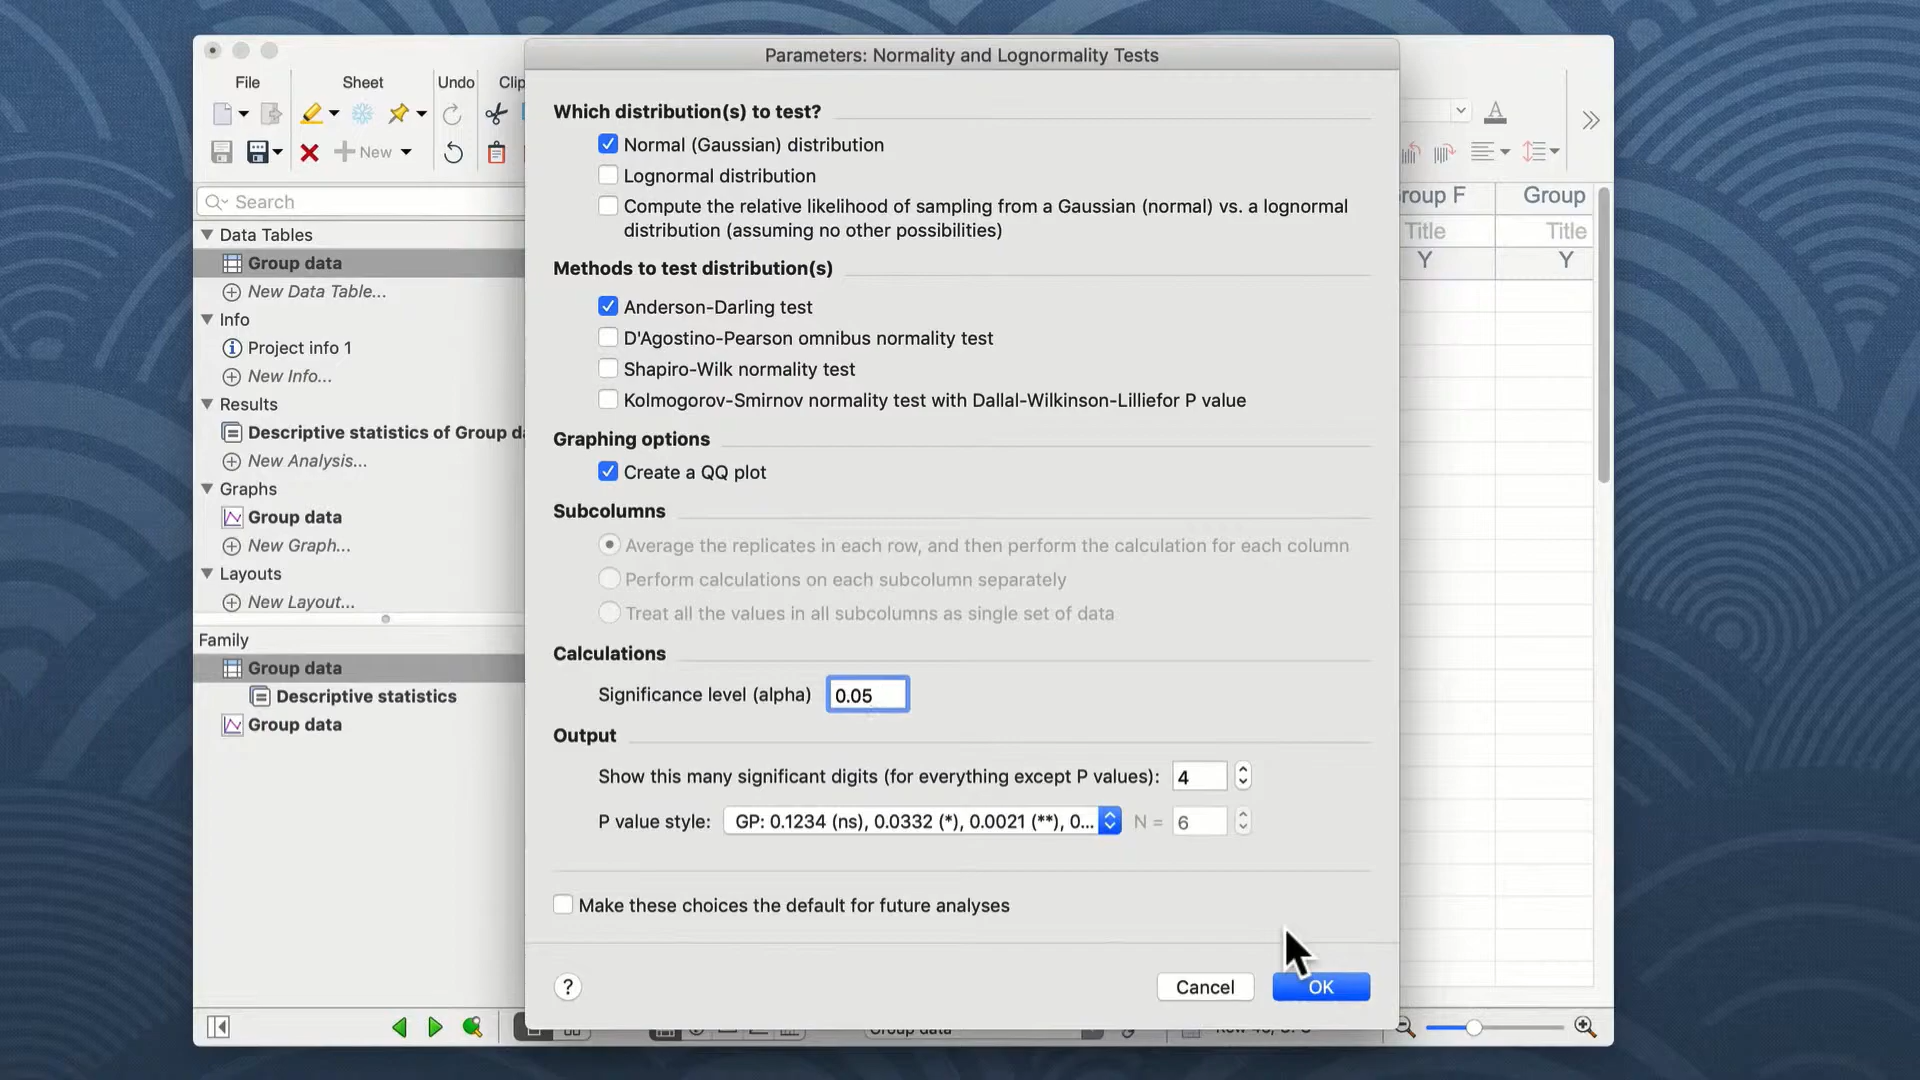 Parameters: Normality and Lognormality Tests
File
Sheet
Undo
Clip
New
Search
Data Tables
Group data
New Data Table...
Info
Project info 1
New Info...
Results
Descriptive statistics of Group da
New Analysis...
Graphs
Group data
New Graph...
Layouts
New Layout...
Family
Group data
Descriptive statistics
Group data
Which distribution(s) to test?
Normal (Gaussian) distribution
Lognormal distribution
Compute the relative likelihood of sampling from a Gaussian (normal) vs. a lognormal
distribution (assuming no other possibilities)
Methods to test distribution(s)
Anderson-Darling test
D'Agostino-Pearson omnibus normality test
Shapiro-Wilk normality test
Kolmogorov-Smirnov normality test with Dallal-Wilkinson-Lilliefor P value
Graphing options
Create a QQ plot
Subcolumns
Average the replicates in each row, and then perform the calculation for each column
Perform calculations on each subcolumn separately
Treat all the values in all subcolumns as single set of data
Calculations
Significance level (alpha) 0.05
Output
Show this many significant digits (for everything except P values): 4
P value style: GP: 0.1234 (ns), 0.0332 (*), 0.0021 (**), 0... N = 6
Make these choices the default for future analyses
? Cancel OK
roup F Group
Title Title
Y Y
Group data